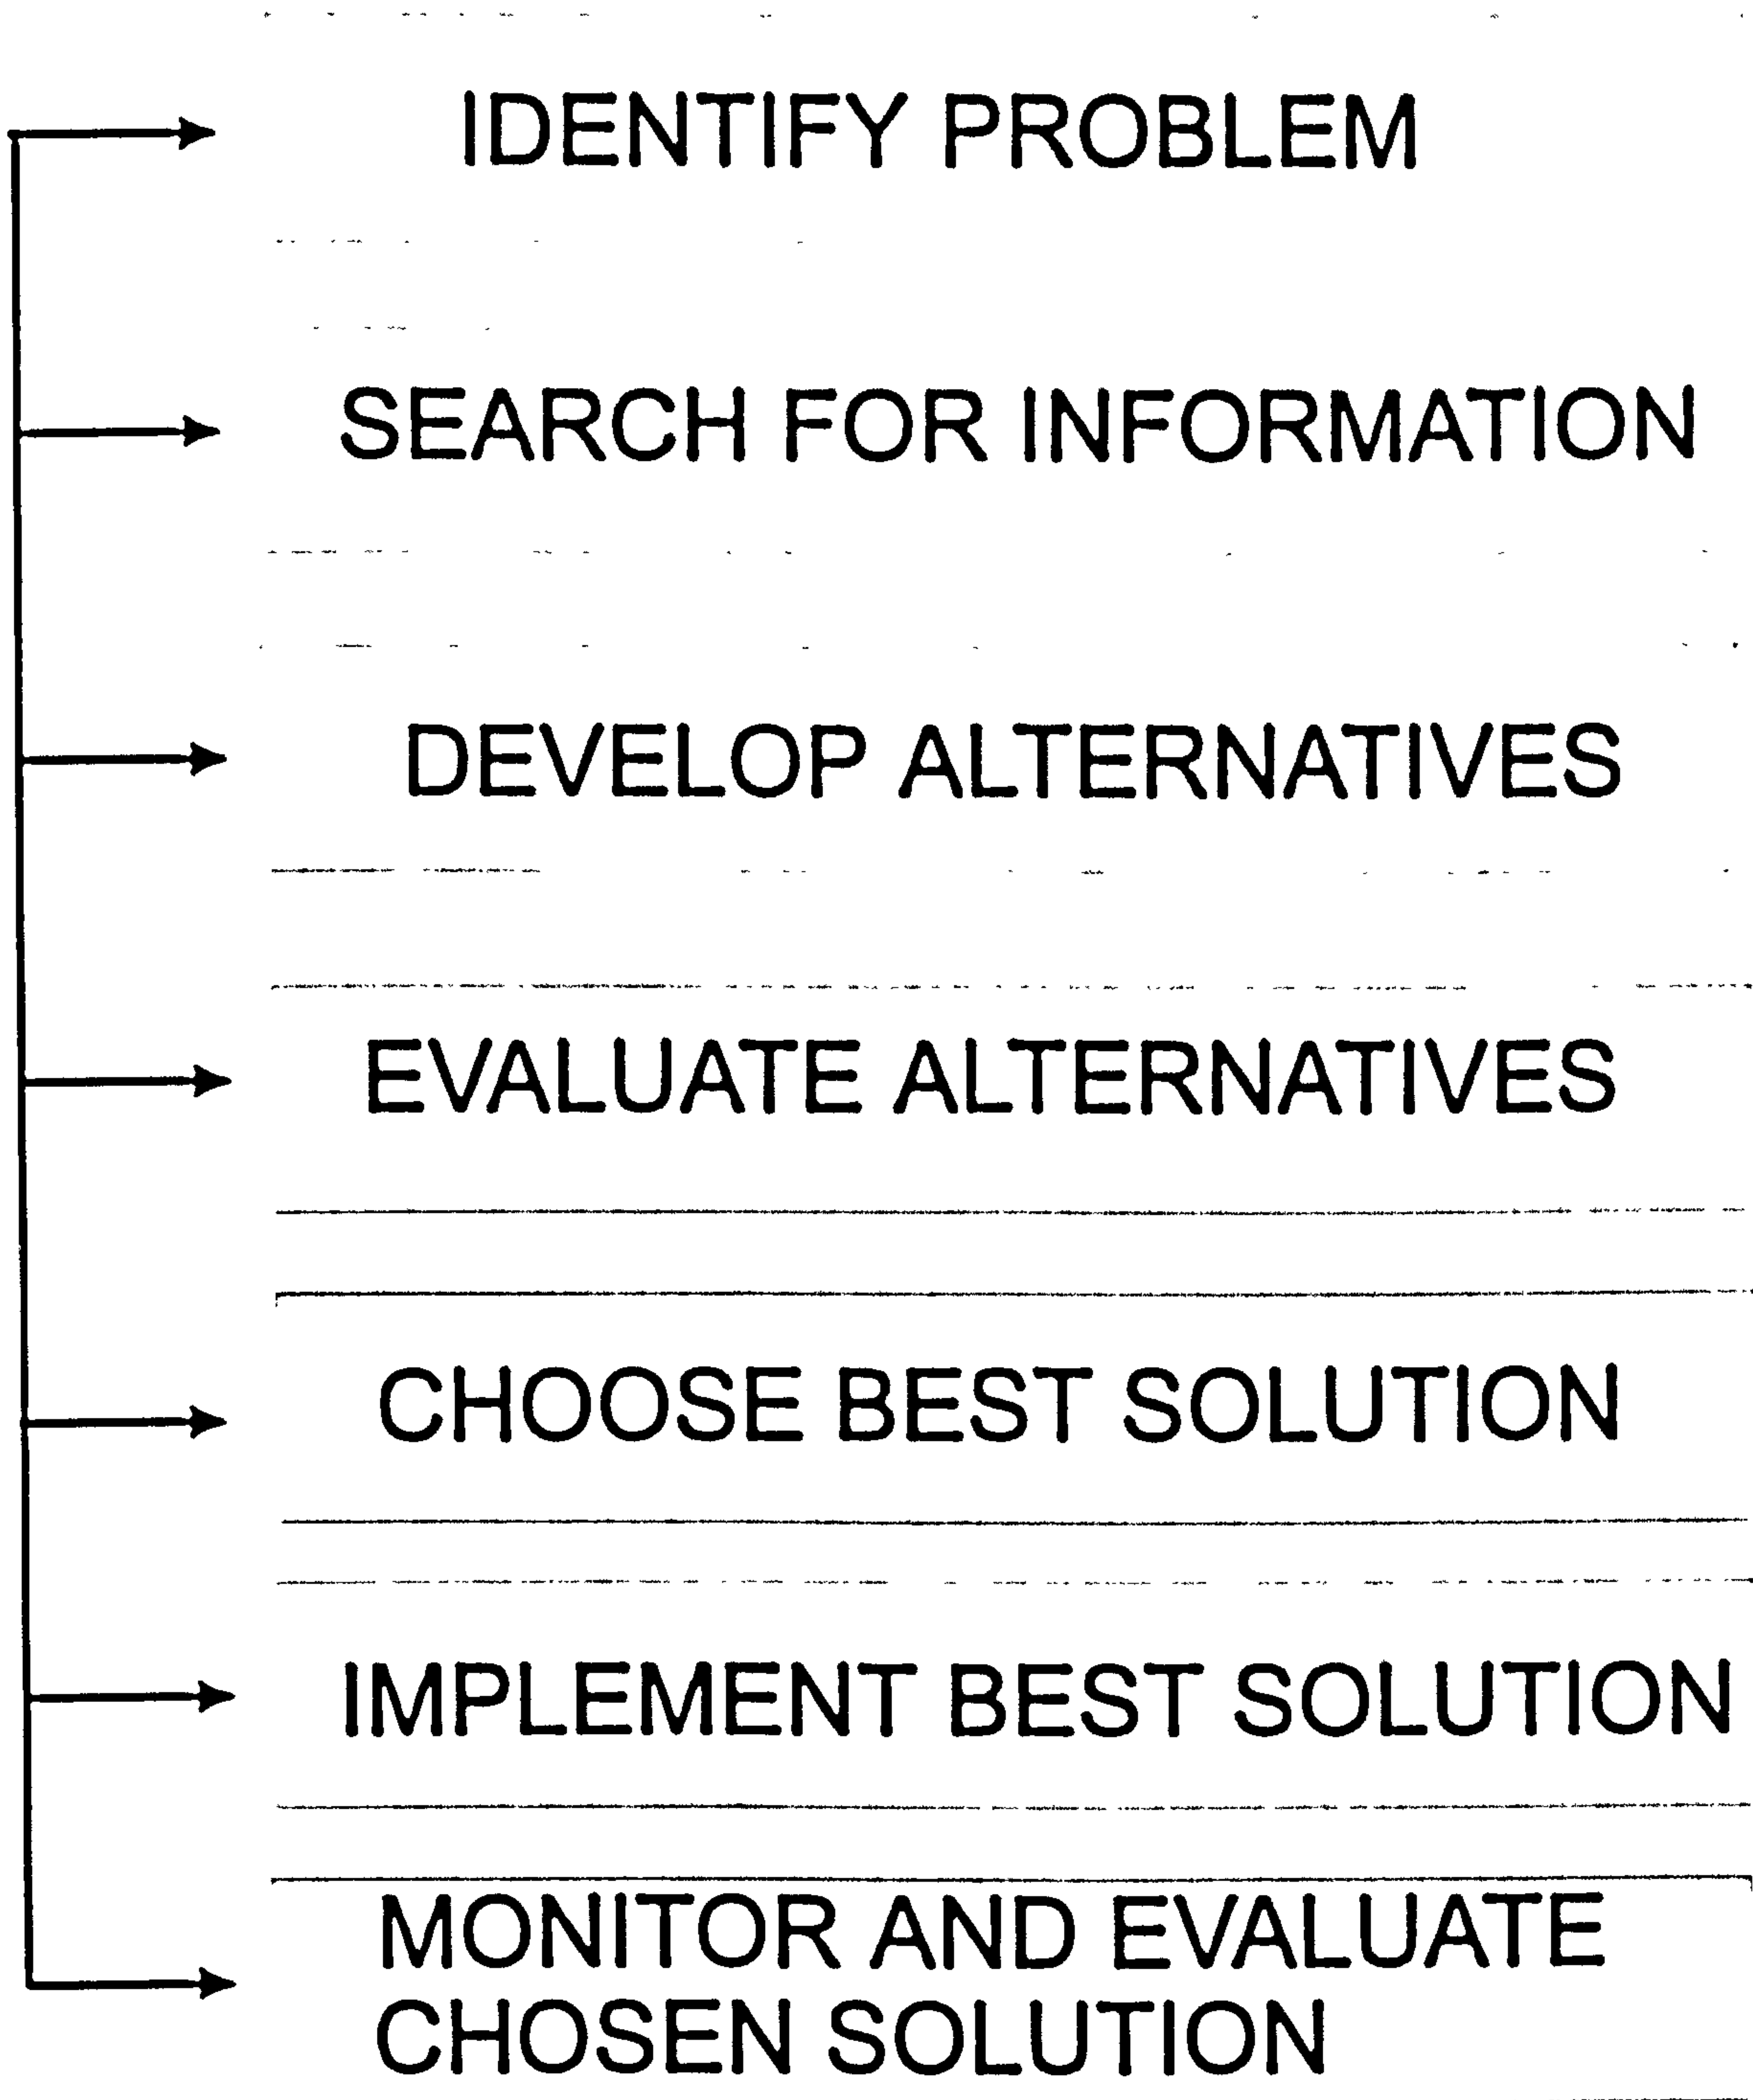 IDENTIFY PROBLEM
SEARCH FOR INFORMATION
DEVELOP ALTERNATIVES
EVALUATE ALTERNATIVES
CHOOSE BEST SOLUTION
IMPLEMENT BEST SOLUTION
MONITOR AND EVALUATE
CHOSEN SOLUTION